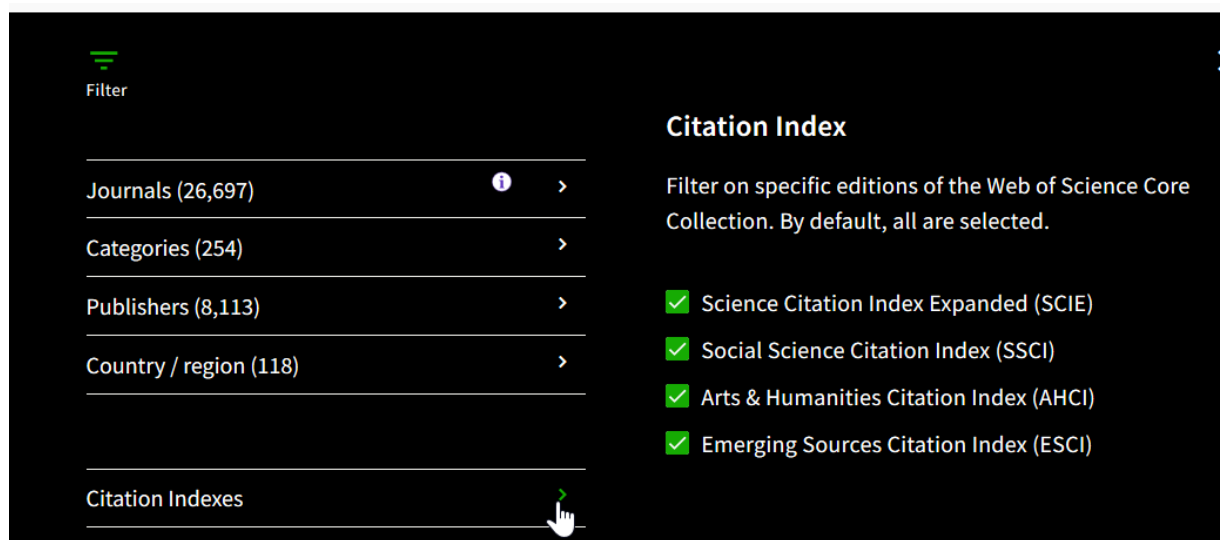 Filter
Journals (26,697)
Categories (254)
Publishers (8,113)
Country / region (118)
Citation Indexes
Citation Index
Filter on specific editions of the Web of Science Core
Collection. By default, all are selected.
Science Citation Index Expanded (SCIE)
Social Science Citation Index (SSCI)
Arts & Humanities Citation Index (AHCI)
Emerging Sources Citation Index (ESCI)